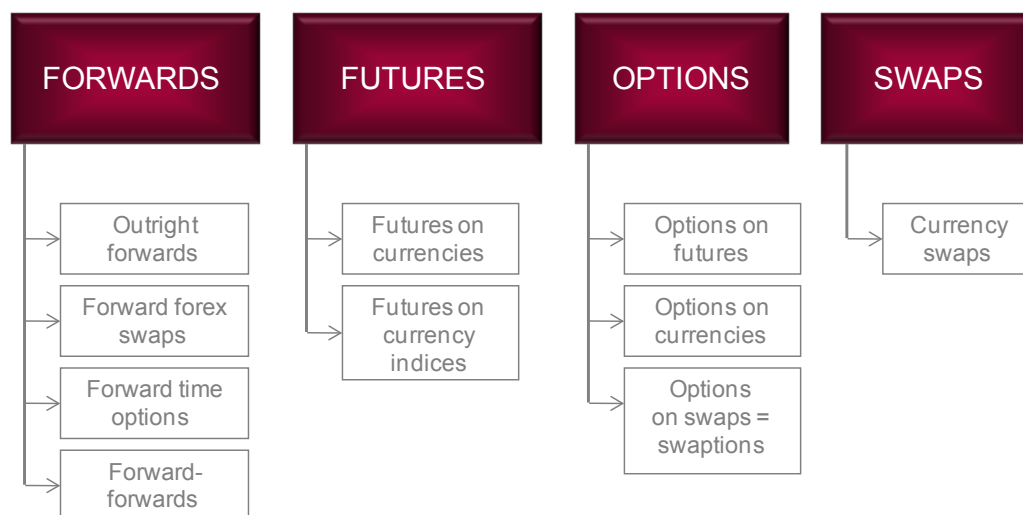 FORWARDS
Outright
forwards
Forward forex
swaps
Forward time
options
Forward-
forwards
FUTURES
Futures on
currencies
Futures on
currency
indices
OPTIONS
Options on
futures
Options on
currencies
Options
on swaps =
swaptions
SWAPS
Currency
swaps